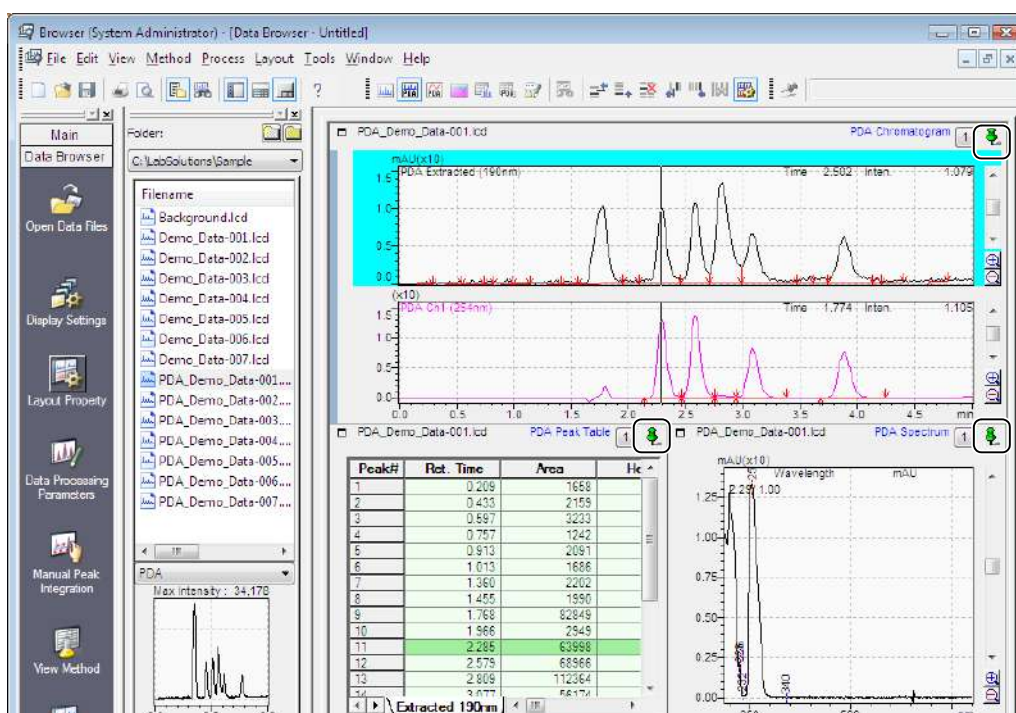 Browser (System Administrator) - [Data Browser - Untitled]
File Edit View Method Process Layout Tools Window Help
Main
Data Browser
Open Data Files
Display Settings
Layout Property
Data Processing
Parameters
Manual Peak
Integration
View Method
Folder:
C:\LabSolutions\Sample
Filename
Background.lcd
Demo_Data-001.lcd
Demo_Data-002.lcd
Demo_Data-003.lcd
Demo_Data-004.lcd
Demo_Data-005.lcd
Demo_Data-006.lcd
Demo_Data-007.lcd
PDA_Demo_Data-001....
PDA_Demo_Data-002....
PDA_Demo_Data-003....
PDA_Demo_Data-004....
PDA_Demo_Data-005....
PDA_Demo_Data-006....
PDA_Demo_Data-007....
PDA
Max Intensity : 34,178
PDA_Demo_Data-001.lcd PDA Chromatogram 1
mAU(x10)
PDA Extracted (190nm) Time 2.502 Inten. 1.079
1.5
1.0
0.5
0.0
(x10)
PDA Ch1 (254nm) Time 1.774 Inten. 1.105
1.5
1.0
0.5
0.0
0.0 0.5 1.0 1.5 2.0 2.5 3.0 3.5 4.0 4.5
PDA_Demo_Data-001.lcd PDA Peak Table 1
Peak# Ret. Time Area
1 0.209 1658
2 0.433 2159
3 0.597 3233
4 0.757 1242
5 0.913 2091
6 1.013 1686
7 1.360 2202
8 1.455 1990
9 1.768 82849
10 1.966 2949
11 2.285 63998
12 2.579 68966
13 2.809 112364
14 3.077 56174
Extracted 190nm
PDA_Demo_Data-001.lcd PDA Spectrum 1
mAU(x10)
Wavelength mAU
2.29 1.00
1.25
1.00
0.75
0.50
0.25
0.00
340